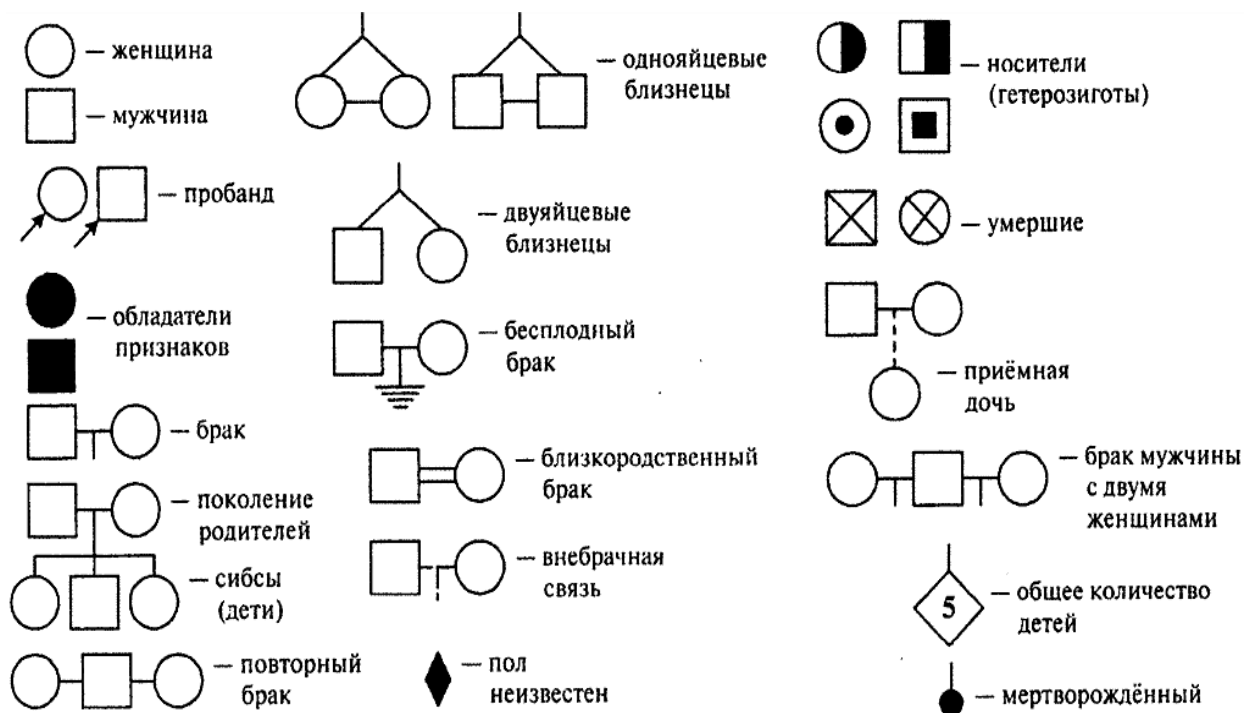 — женщина
— мужчина
— пробанд
— обладатели
признаков
— брак
— поколение
родителей
— сибсы
(дети)
— повторный
брак
— однояйцевые
близнецы
— двуяйцевые
близнецы
— бесплодный
брак
— близкородственный
брак
— внебрачная
связь
— пол
неизвестен
— носители
(гетерозиготы)
— умершие
— приёмная
дочь
— брак мужчины
с двумя
женщинами
5
— общее количество
детей
— мертворождённый